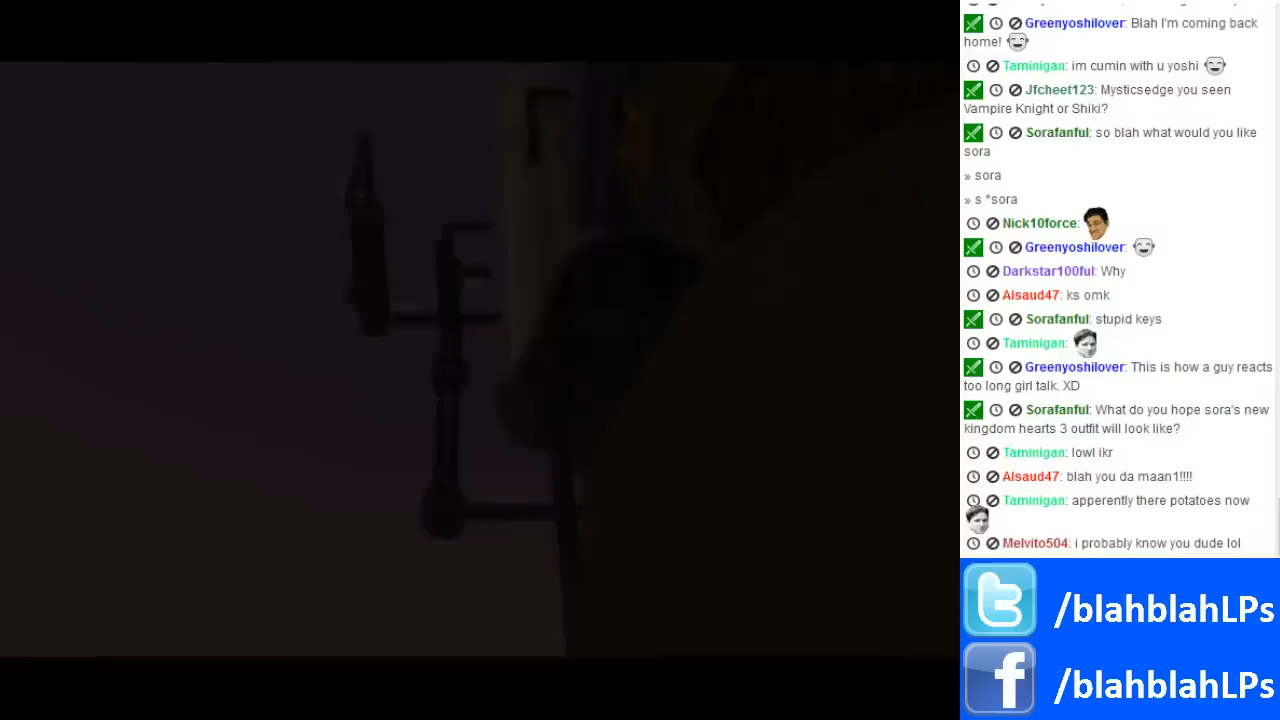 Greenyoshilover: Blah I'm coming back
home!
Taminigan: im cumin with u yoshi
Jfcheet123: Mysticsedge you seen
Vampire Knight or Shiki?
Sorafanful: so blah what would you like
sora
» sora
» s *sora
Nick10force:
Greenyoshilover:
Darkstar100ful: Why
Alsaud47: ks omk
Sorafanful: stupid keys
Taminigan:
Greenyoshilover: This is how a guy reacts
too long girl talk. XD
Sorafanful: What do you hope sora's new
kingdom hearts 3 outfit will look like?
Taminigan: lowl ikr
Alsaud47: blah you da maan1!!!!
Taminigan: apperently there potatoes now
Melvito504: i probably know you dude lol
/blahblahLPs
/blahblahLPs